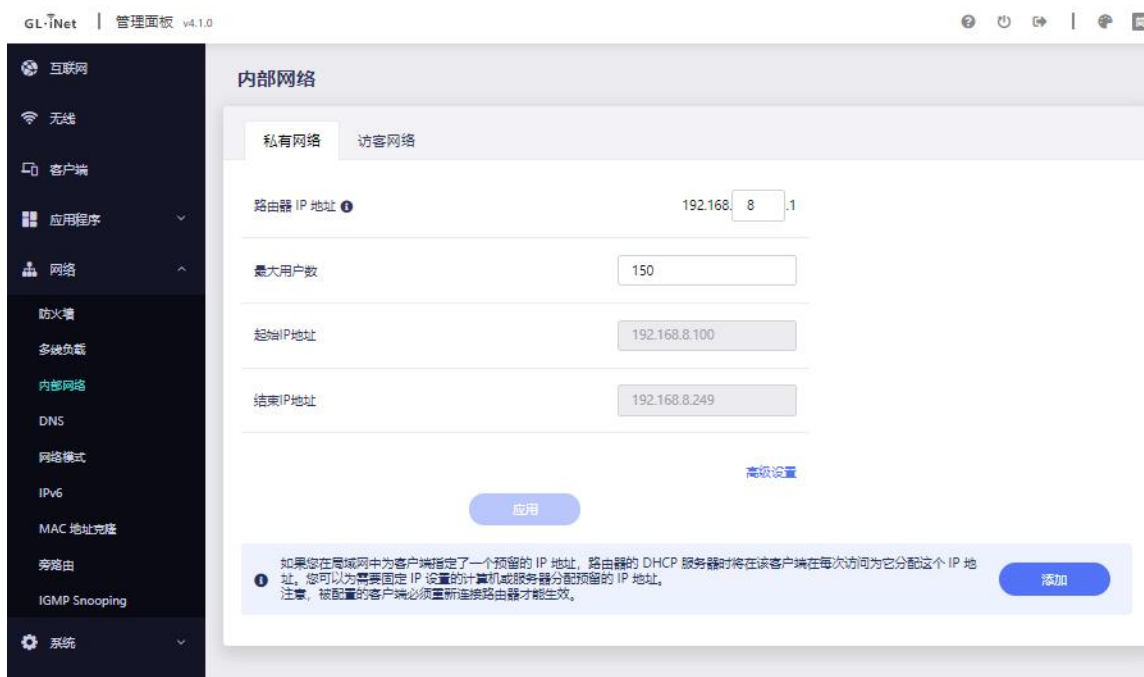 GL·iNet | 管理面板 v4.1.0
互联网
无线
客户端
应用程序
网络
防火墙
多线负载
内部网络
DNS
网络模式
IPv6
MAC 地址克隆
旁路由
IGMP Snooping
系统
内部网络
私有网络 访客网络
路由器 IP 地址 192.168. 8 .1
最大用户数 150
起始IP地址 192.168.8.100
结束IP地址 192.168.8.249
高级设置
应用
如果您在局域网中为客户端指定了一个预留的 IP 地址，路由器的 DHCP 服务器时将在该客户端在每次访问为它分配这个 IP 地
址。您可以为需要固定 IP 设置的计算机或服务器分配预留的 IP 地址。
注意，被配置的客户端必须重新连接路由器才能生效。
添加